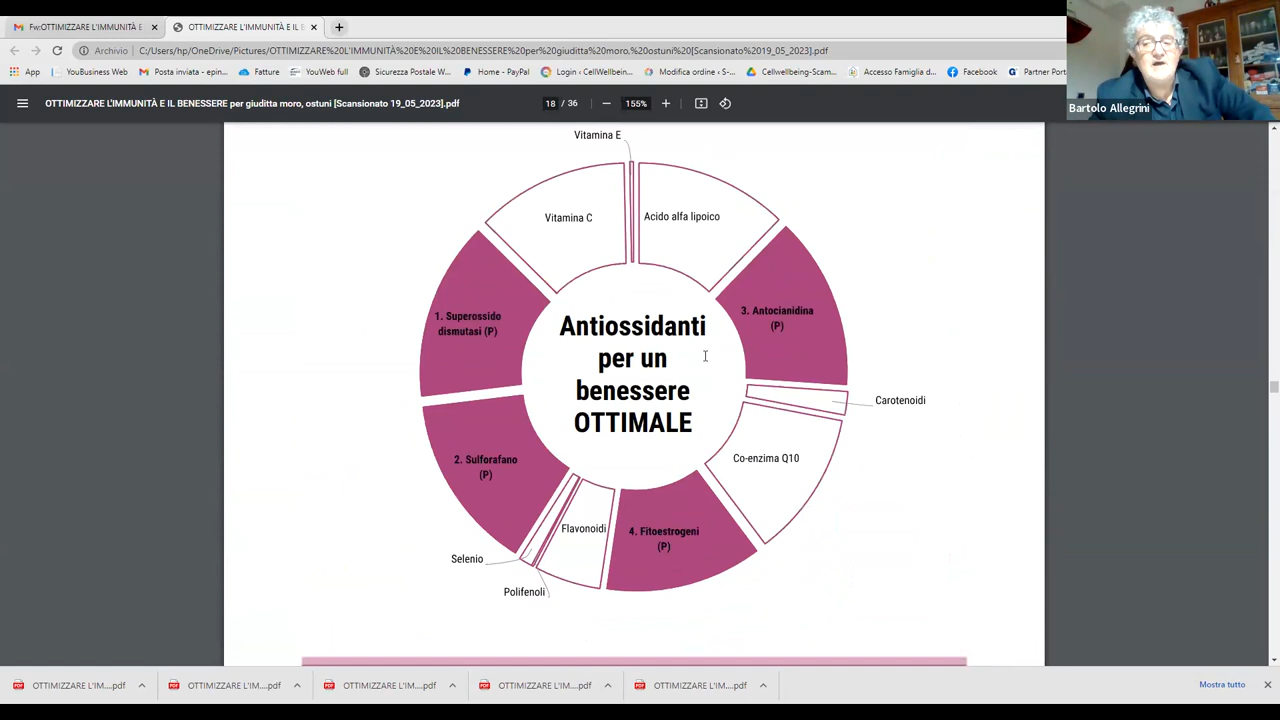 Fw:OTTIMIZZARE L'IMMUNITÀ E
OTTIMIZZARE L'IMMUNITÀ E IL B
Archivio
C:/Users/hp/OneDrive/Pictures/OTTIMIZZARE%20L'IMMUNITÀ%20E%20IL%20BENESSERE%20per%20giuditta%20moro,%20ostuni%20[Scansionato%2019_05_2023].pdf
App
YouBusiness Web
Posta inviata - epin...
Fatture
YouWeb full
Sicurezza Postale W...
Home - PayPal
Login ‹ CellWellbein...
Modifica ordine ‹ S...
Cellwellbeing-Scam...
Accesso Famiglia d...
Facebook
Partner Port
Bartolo Allegrini
OTTIMIZZARE L'IMMUNITÀ E IL BENESSERE per giuditta moro, ostuni [Scansionato 19_05_2023].pdf
18 / 36
155%
Vitamina E
Vitamina C
Acido alfa lipoico
1. Superossido
dismutasi (P)
3. Antocianidina
(P)
Antiossidanti
per un
benessere
OTTIMALE
Carotenoidi
2. Sulforafano
(P)
Co-enzima Q10
Flavonoidi
4. Fitoestrogeni
(P)
Selenio
Polifenoli
OTTIMIZZARE L'IM....pdf
OTTIMIZZARE L'IM....pdf
OTTIMIZZARE L'IM....pdf
OTTIMIZZARE L'IM....pdf
OTTIMIZZARE L'IM....pdf
Mostra tutto